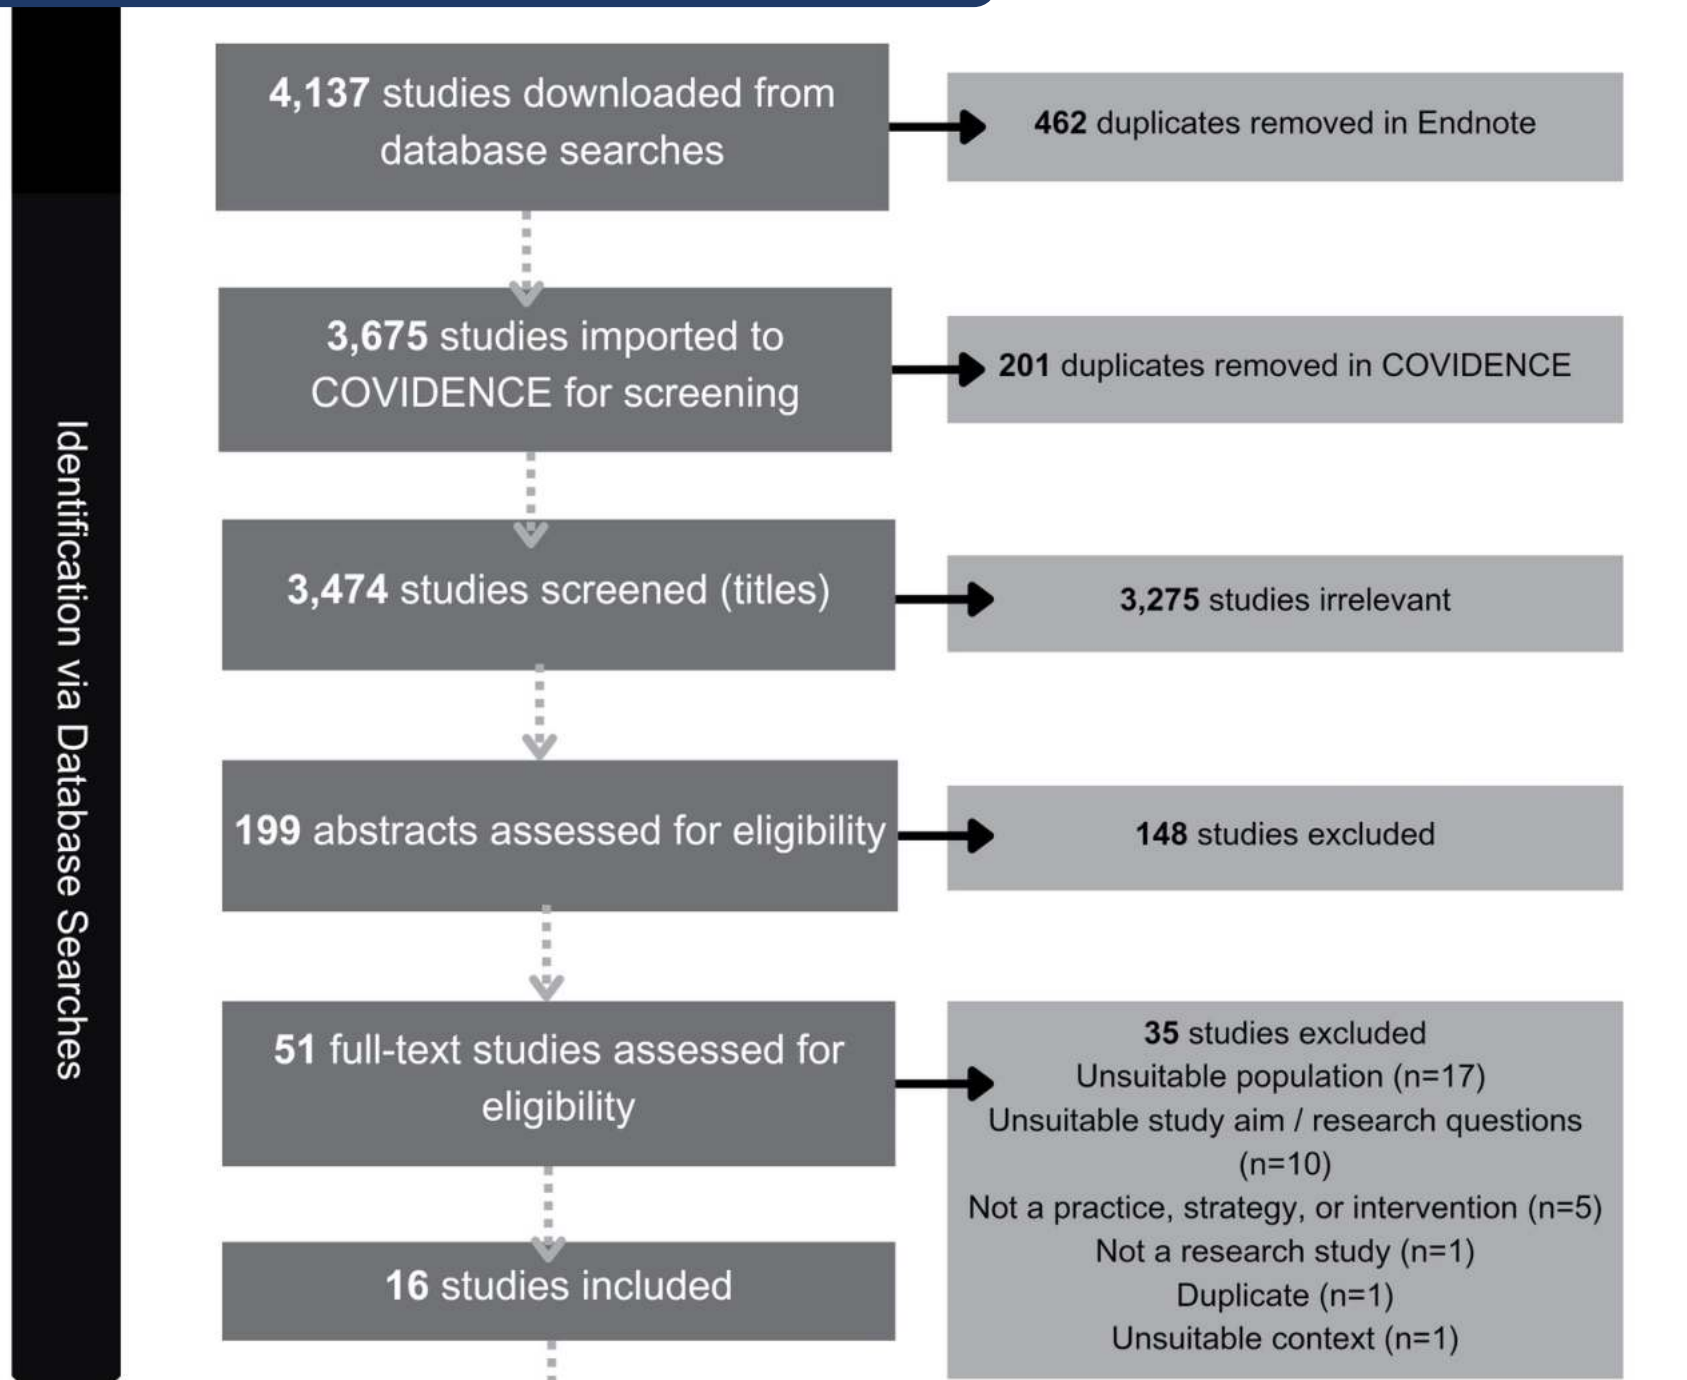 Identification via Database Searches
4,137 studies downloaded from
database searches
462 duplicates removed in Endnote
3,675 studies imported to
COVIDENCE for screening
201 duplicates removed in COVIDENCE
3,474 studies screened (titles)
3,275 studies irrelevant
199 abstracts assessed for eligibility
148 studies excluded
51 full-text studies assessed for
eligibility
35 studies excluded
Unsuitable population (n=17)
Unsuitable study aim / research questions
(n=10)
Not a practice, strategy, or intervention (n=5)
Not a research study (n=1)
Duplicate (n=1)
Unsuitable context (n=1)
16 studies included